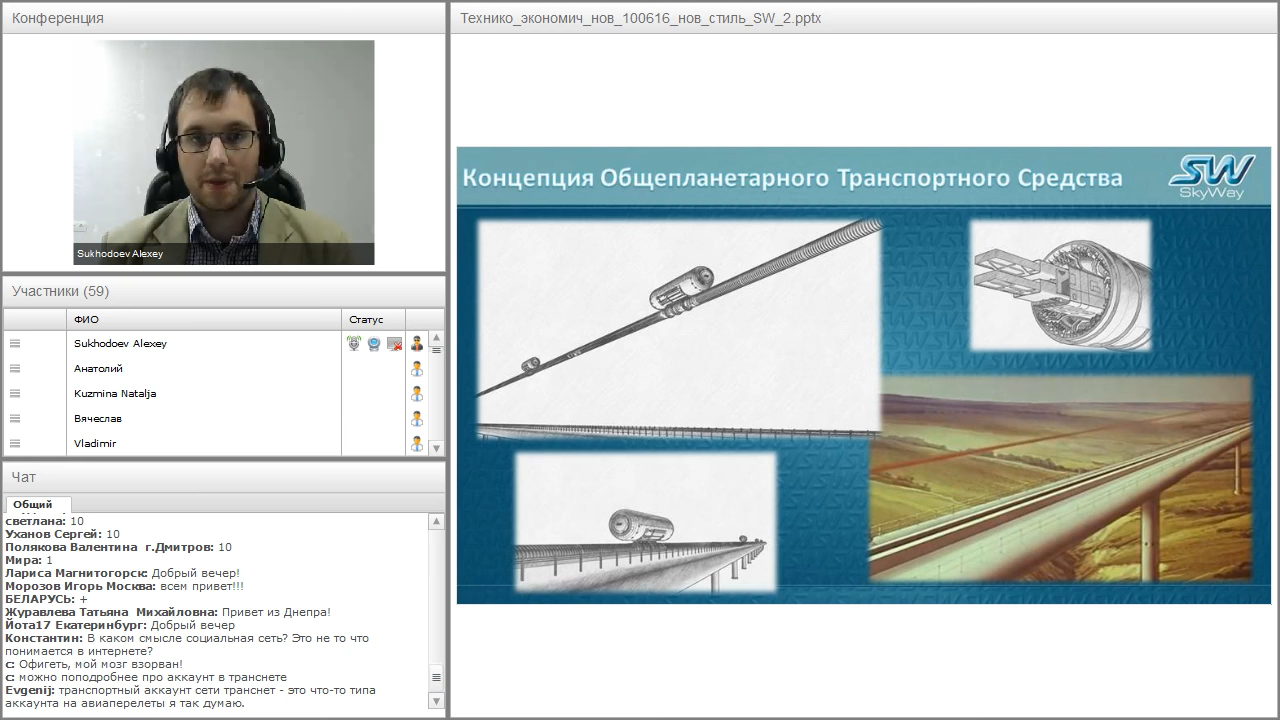 Конференция
Sukhodoev Alexey
Участники (59)
ФИО
Статус
Sukhodoev Alexey
Анатолий
Kuzmina Natalja
Вячеслав
Vladimir
Чат
Общий
светлана: 10
Уханов Сергей: 10
Полякова Валентина г.Дмитров: 10
Мира: 1
Лариса Магнитогорск: Добрый вечер!
Морозов Игорь Москва: всем привет!!!
БЕЛАРУСЬ: +
Журавлева Татьяна Михайловна: Привет из Днепра!
Йота17 Екатеринбург: Добрый вечер
Константин: В каком смысле социальная сеть? Это не то что
понимается в интернете?
с: Офигеть, мой мозг взорван!
с: можно поподробнее про аккаунт в транснете
Evgenij: транспортный аккаунт сети транснет - это что-то типа
аккаунта на авиаперелеты я так думаю.
Технико_экономич_нов_100616_нов_стиль_SW_2.pptx
Концепция Общепланетарного Транспортного Средства
SW
SkyWay